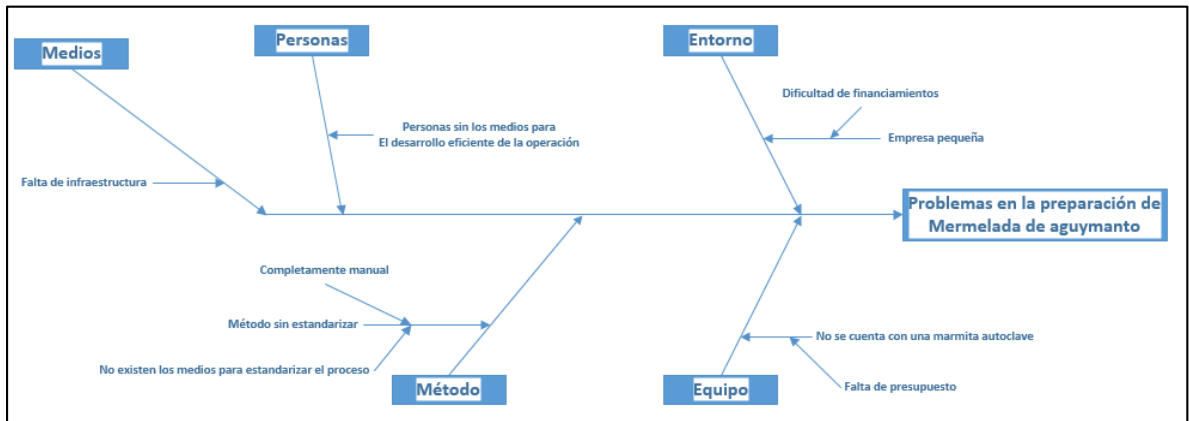 Personas
Entorno
Medios
Dificultad de financiamientos
Personas sin los medios para
El desarrollo eficiente de la operación
Empresa pequeña
Falta de infraestructura
Problemas en la preparación de
Mermelada de aguymanto
Completamente manual
Método sin estandarizar
No se cuenta con una marmita autoclave
No existen los medios para estandarizar el proceso
Falta de presupuesto
Método
Equipo